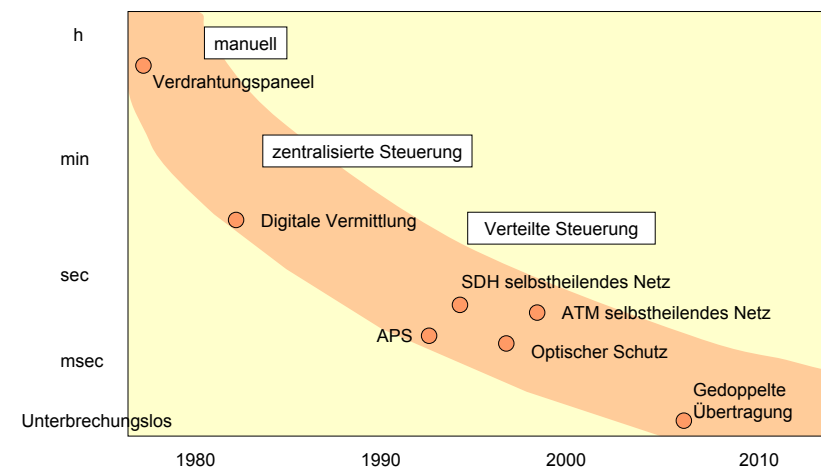 h
manuell
Verdrahtungspaneel
min
zentralisierte Steuerung
Digitale Vermittlung
Verteilte Steuerung
sec
SDH selbstheilendes Netz
ATM selbstheilendes Netz
APS
Optischer Schutz
msec
Gedoppelte
Übertragung
Unterbrechungslos
1980 1990 2000 2010